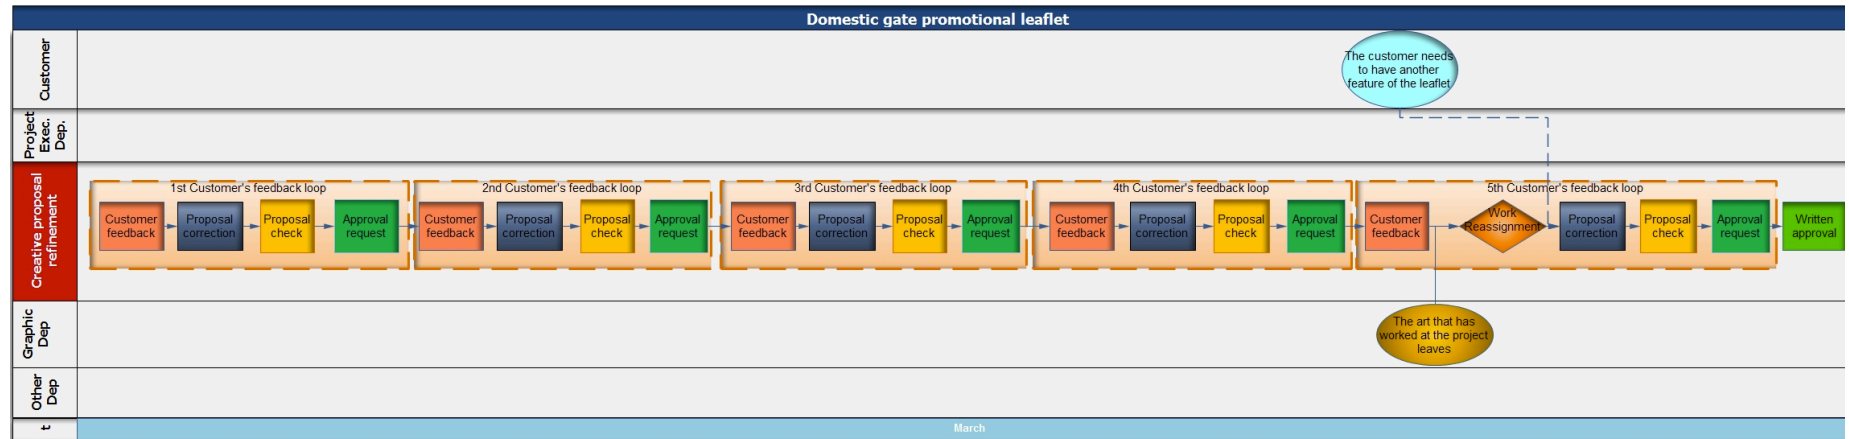 Domestic gate promotional leaflet
Customer
The customer needs
to have another
feature of the leaflet
Project
Exec.
Dep.
Creative proposal
refinement
1st Customer's feedback loop
Customer
feedback
Proposal
correction
Proposal
check
Approval
request
2nd Customer's feedback loop
Customer
feedback
Proposal
correction
Proposal
check
Approval
request
3rd Customer's feedback loop
Customer
feedback
Proposal
correction
Proposal
check
Approval
request
4th Customer's feedback loop
Customer
feedback
Proposal
correction
Proposal
check
Approval
request
5th Customer's feedback loop
Customer
feedback
Work
Reassignment
Proposal
correction
Proposal
check
Approval
request
Written
approval
Graphic
Dep
The art that has
worked at the project
leaves
Other
Dep
t
March